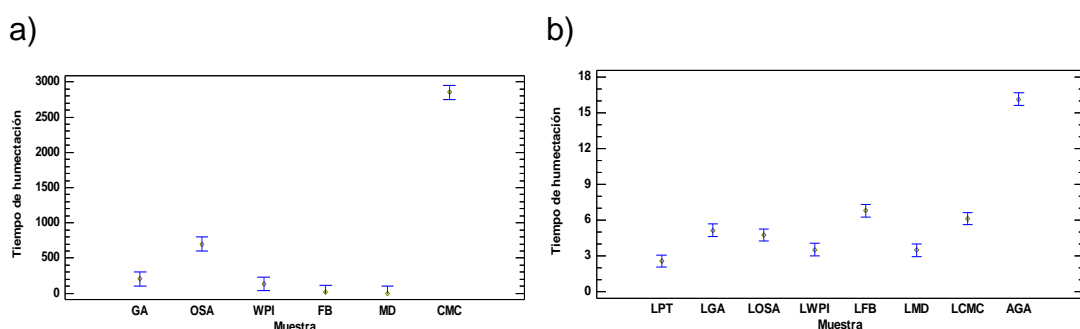 a)
b)
Tiempo de humectación
3000
2500
2000
1500
1000
500
0
GA OSA WPI FB MD CMC
Muestra
Tiempo de humectación
18
15
12
9
6
3
0
LPT LGA LOSA LWPI LFB LMD LCMC AGA
Muestra